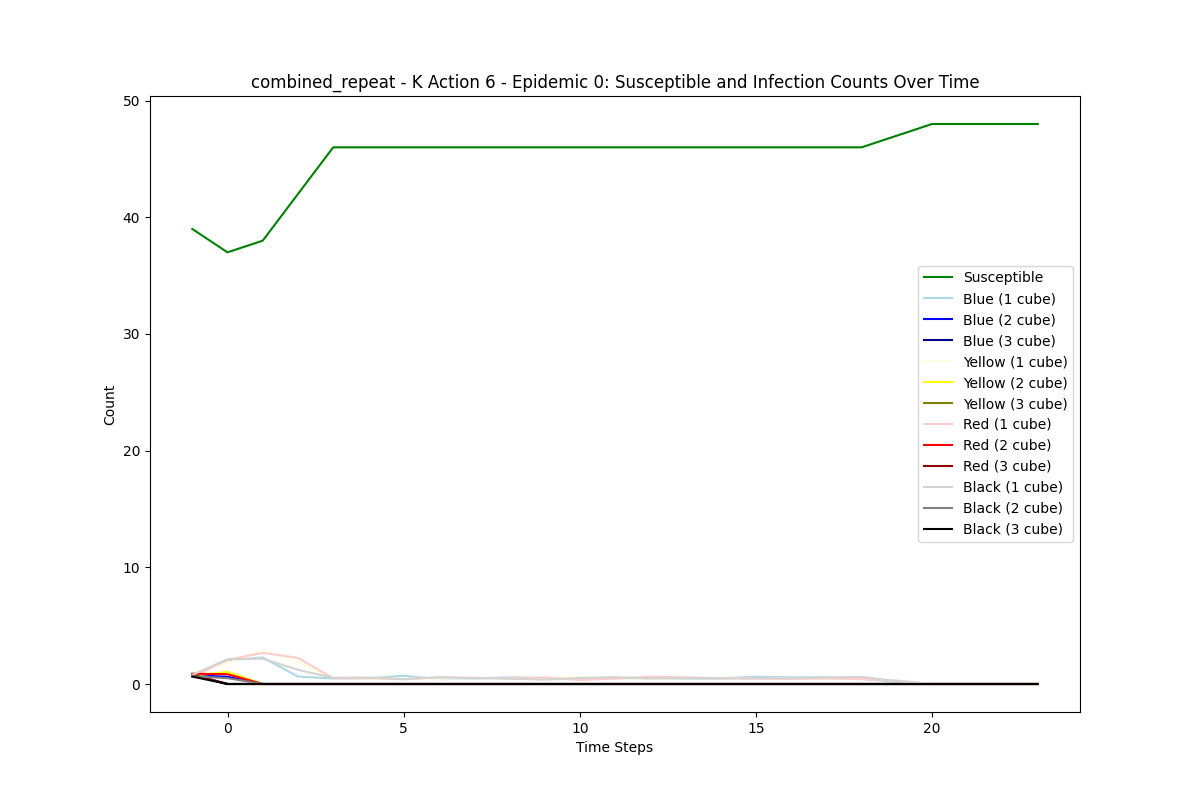 combined_repeat - K Action 6 - Epidemic 0: Susceptible and Infection Counts Over Time
50
40
30
20
10
0
Count
Susceptible
Blue (1 cube)
Blue (2 cube)
Blue (3 cube)
Yellow (1 cube)
Yellow (2 cube)
Yellow (3 cube)
Red (1 cube)
Red (2 cube)
Red (3 cube)
Black (1 cube)
Black (2 cube)
Black (3 cube)
0 5 10 15 20
Time Steps